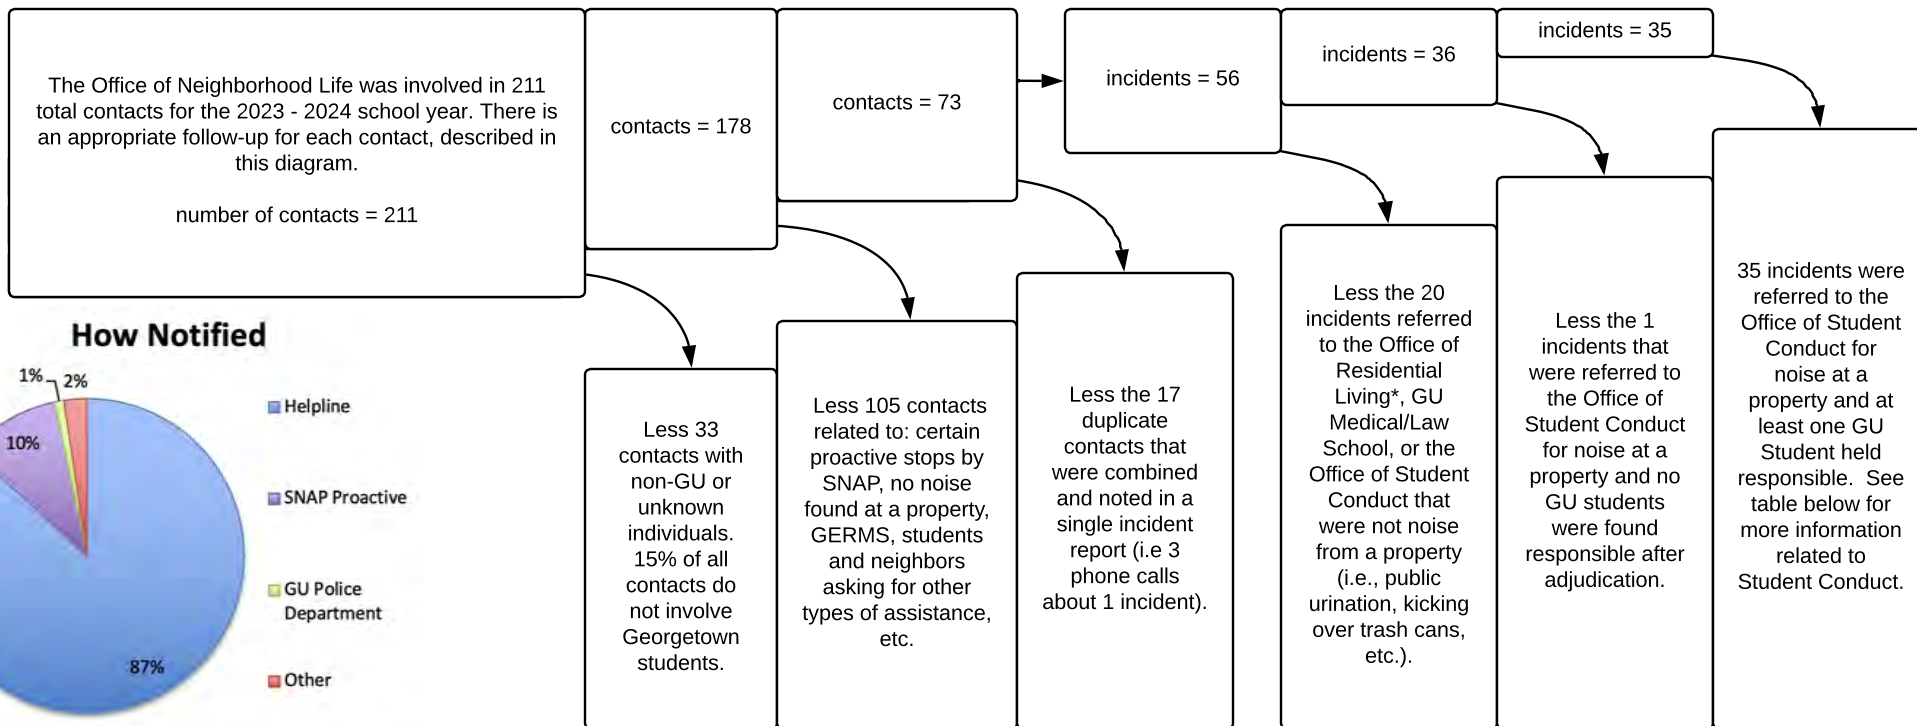 The Office of Neighborhood Life was involved in 211
total contacts for the 2023 - 2024 school year. There is
an appropriate follow-up for each contact, described in
this diagram.
number of contacts = 211
contacts = 178
contacts = 73
incidents = 56
incidents = 36
incidents = 35
How Notified
1%
2%
10%
87%
Helpline
SNAP Proactive
GU Police
Department
Other
Less 33
contacts with
non-GU or
unknown
individuals.
15% of all
contacts do
not involve
Georgetown
students.
Less 105 contacts
related to: certain
proactive stops by
SNAP, no noise
found at a property,
GERMS, students
and neighbors
asking for other
types of assistance,
etc.
Less the 17
duplicate
contacts that
were combined
and noted in a
single incident
report (i.e 3
phone calls
about 1 incident).
Less the 20
incidents referred
to the Office of
Residential
Living*, GU
Medical/Law
School, or the
Office of Student
Conduct that
were not noise
from a property
(i.e., public
urination, kicking
over trash cans,
etc.).
Less the 1
incidents that
were referred to
the Office of
Student Conduct
for noise at a
property and no
GU students
were found
responsible after
adjudication.
35 incidents were
referred to the
Office of Student
Conduct for
noise at a
property and at
least one GU
Student held
responsible.  See
table below for
more information
related to
Student Conduct.